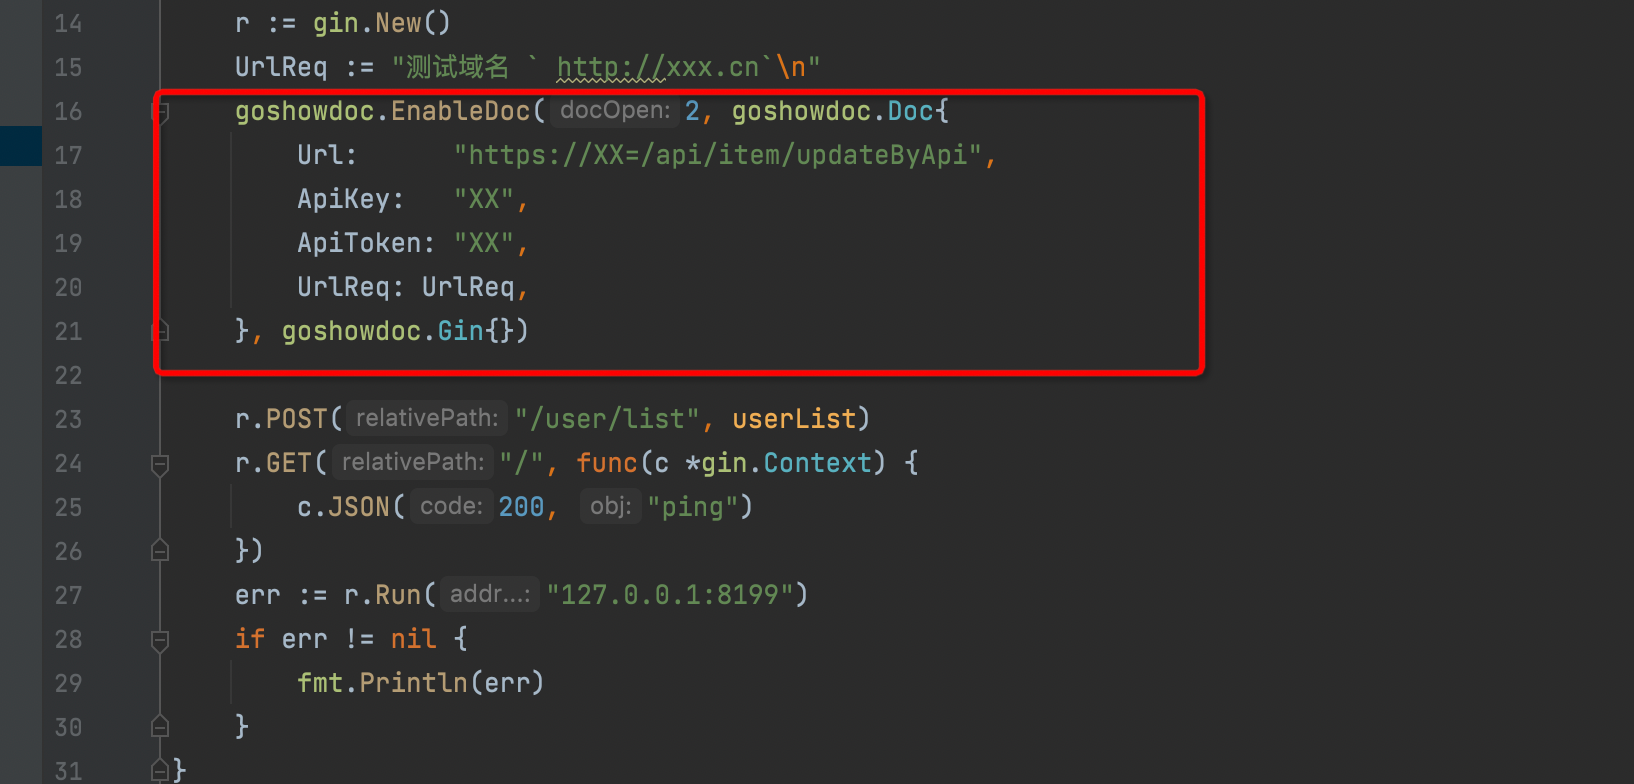 14 r := gin.New()
15 UrlReq := "测试域名 ` http://xxx.cn`\n"
16 goshowdoc.EnableDoc( docOpen: 2, goshowdoc.Doc{
17 Url: "https://XX=/api/item/updateByApi",
18 ApiKey: "XX",
19 ApiToken: "XX",
20 UrlReq: UrlReq,
21 }, goshowdoc.Gin{})
22
23 r.POST( relativePath: "/user/list", userList)
24 r.GET( relativePath: "/", func(c *gin.Context) {
25 c.JSON( code: 200, obj: "ping")
26 })
27 err := r.Run( addr...: "127.0.0.1:8199")
28 if err != nil {
29 fmt.Println(err)
30 }
31 }